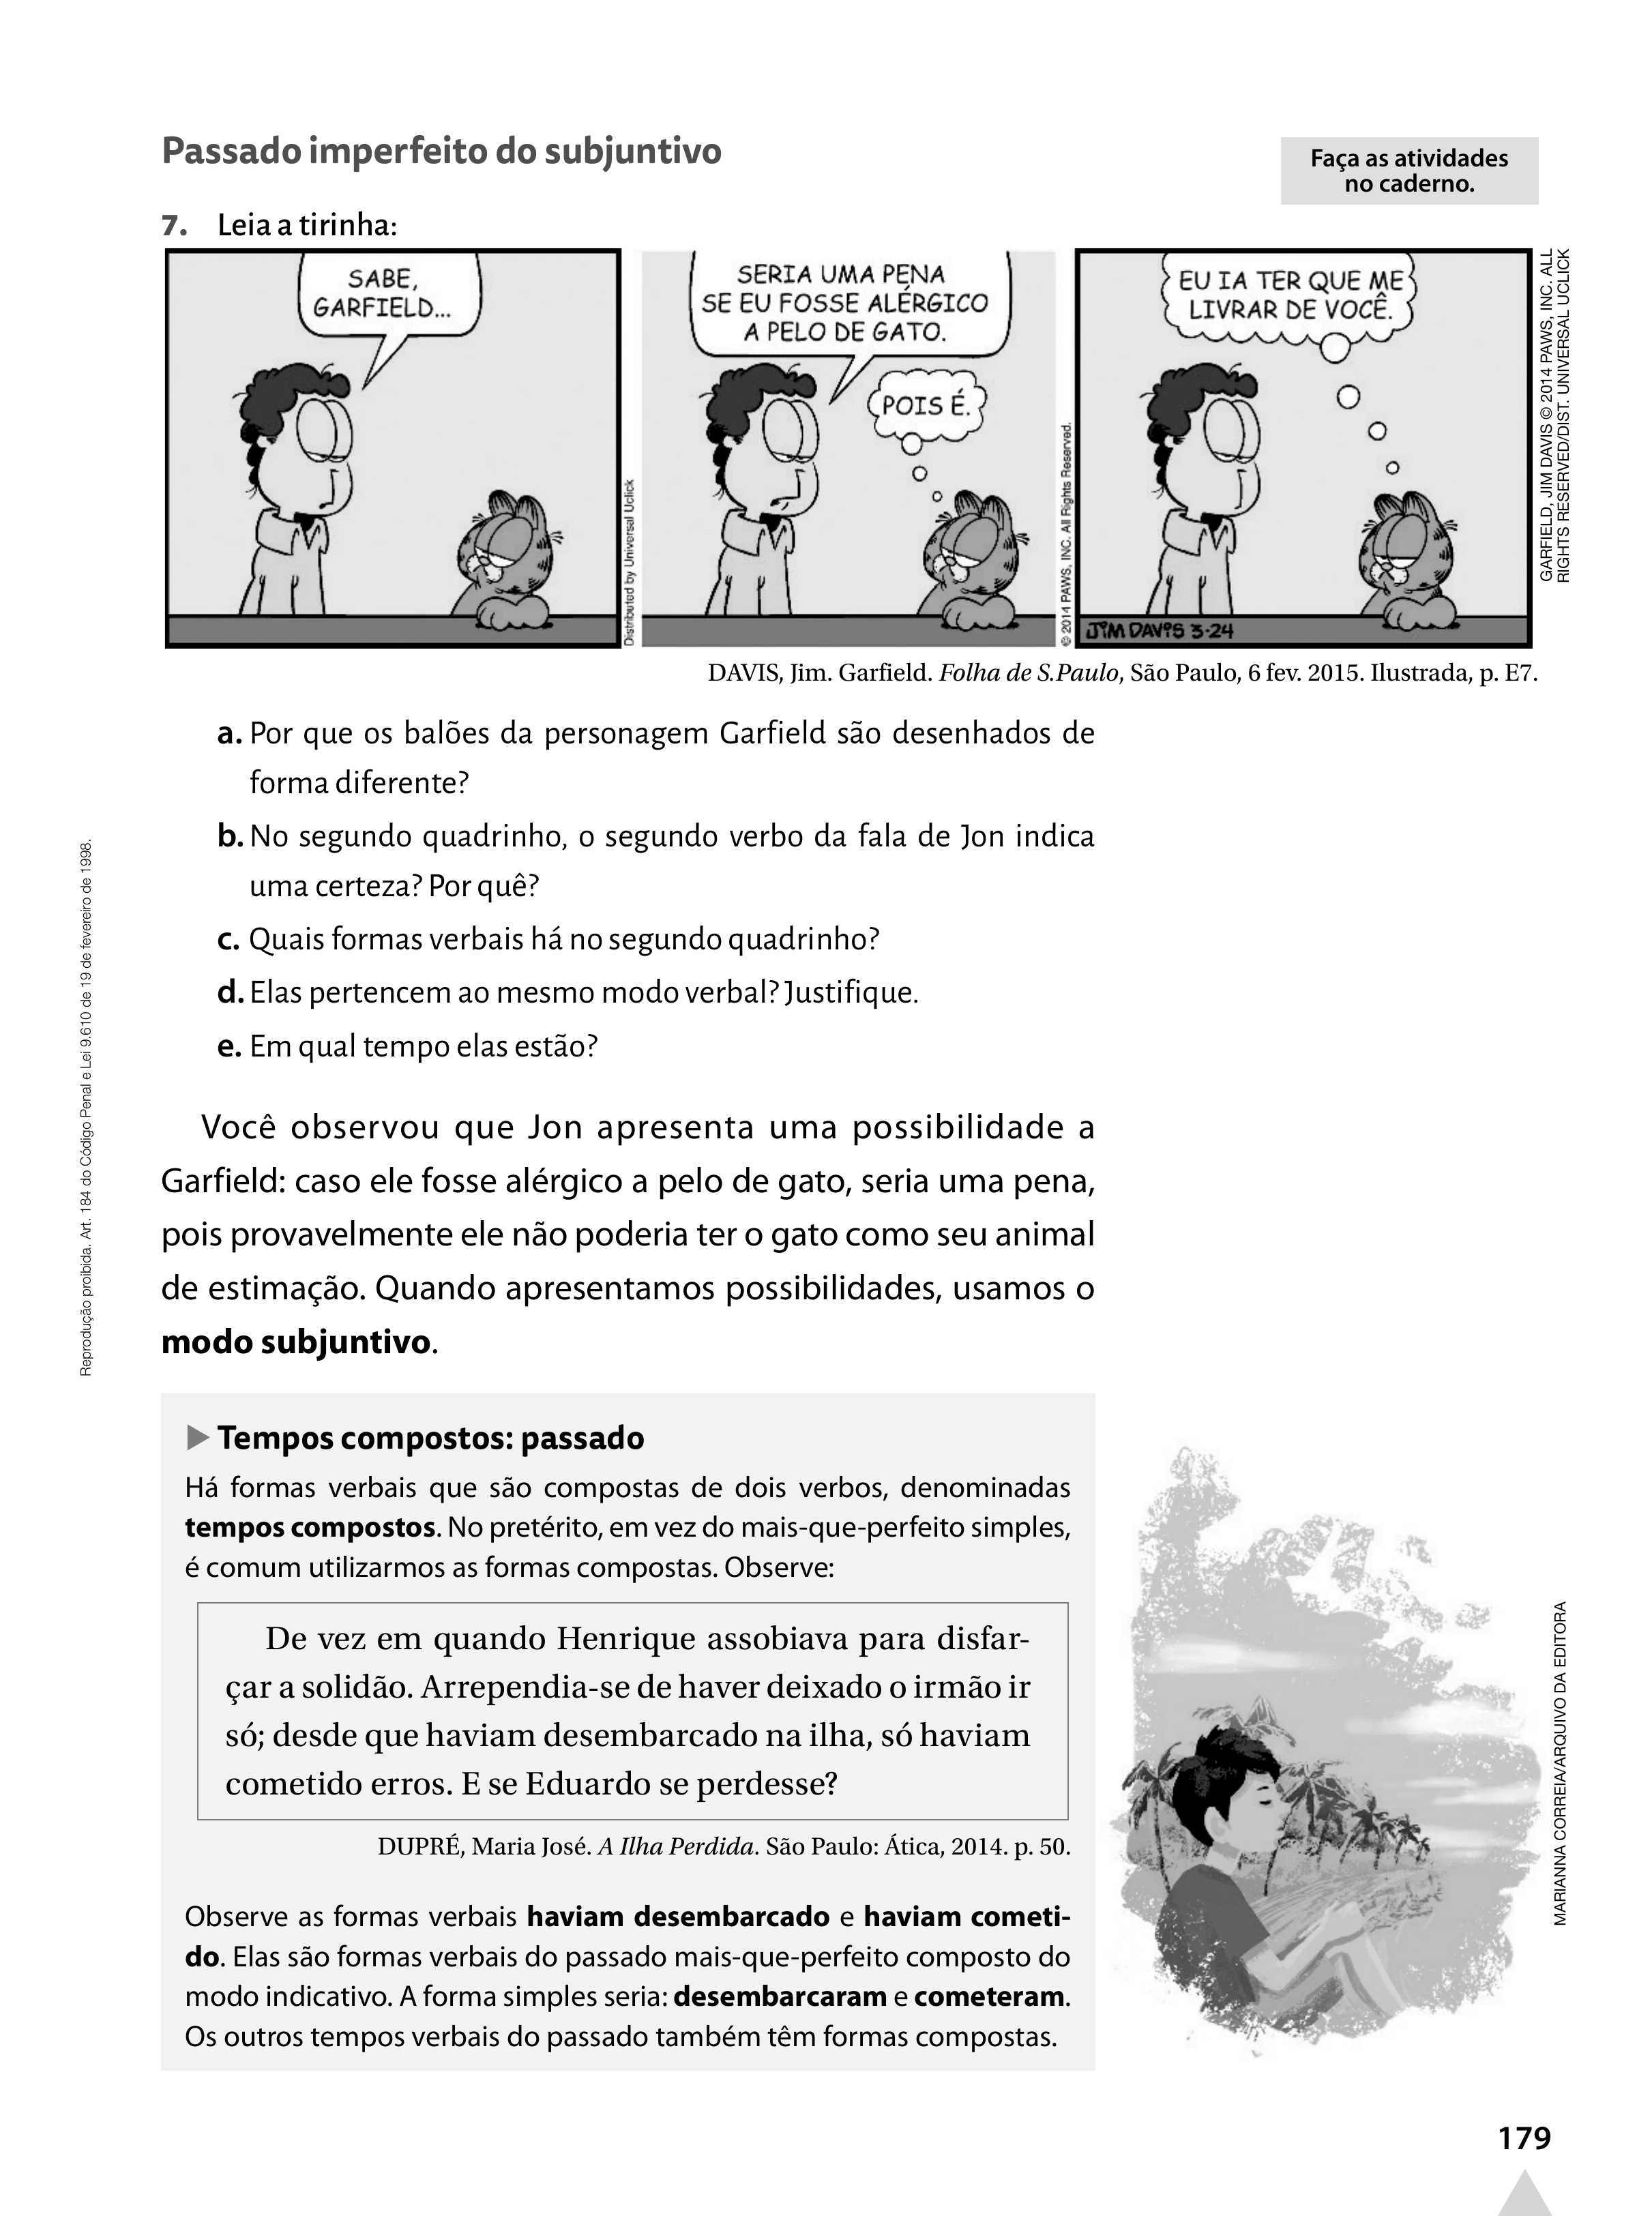 Passado imperfeito do subjuntivo
Faça as atividades
no caderno.
7. Leia a tirinha:
SABE,
GARFIELD...
SERIA UMA PENA
SE EU FOSSE ALÉRGICO
A PELO DE GATO.
POIS É.
EU IA TER QUE ME
LIVRAR DE VOCÊ.
Distributed by Universal Uclick
© 2014 PAWS, INC. All Rights Reserved.
JIM DAVIS 3-24
GARFIELD, JIM DAVIS © 2014 PAWS, INC. ALL
RIGHTS RESERVED/DIST. UNIVERSAL UCLICK
DAVIS, Jim. Garfield. Folha de S.Paulo, São Paulo, 6 fev. 2015. Ilustrada, p. E7.
a. Por que os balões da personagem Garfield são desenhados de
forma diferente?
b. No segundo quadrinho, o segundo verbo da fala de Jon indica
uma certeza? Por quê?
c. Quais formas verbais há no segundo quadrinho?
d. Elas pertencem ao mesmo modo verbal? Justifique.
e. Em qual tempo elas estão?
Você observou que Jon apresenta uma possibilidade a
Garfield: caso ele fosse alérgico a pelo de gato, seria uma pena,
pois provavelmente ele não poderia ter o gato como seu animal
de estimação. Quando apresentamos possibilidades, usamos o
modo subjuntivo.
Reprodução proibida. Art. 184 do Código Penal e Lei 9.610 de 19 de fevereiro de 1998.
Tempos compostos: passado
Há formas verbais que são compostas de dois verbos, denominadas
tempos compostos. No pretérito, em vez do mais-que-perfeito simples,
é comum utilizarmos as formas compostas. Observe:
De vez em quando Henrique assobiava para disfar-
çar a solidão. Arrependia-se de haver deixado o irmão ir
só; desde que haviam desembarcado na ilha, só haviam
cometido erros. E se Eduardo se perdesse?
DUPRÉ, Maria José. A Ilha Perdida. São Paulo: Ática, 2014. p. 50.
Observe as formas verbais haviam desembarcado e haviam cometi-
do. Elas são formas verbais do passado mais-que-perfeito composto do
modo indicativo. A forma simples seria: desembarcaram e cometeram.
Os outros tempos verbais do passado também têm formas compostas.
MARIANNA CORREIA/ARQUIVO DA EDITORA
179